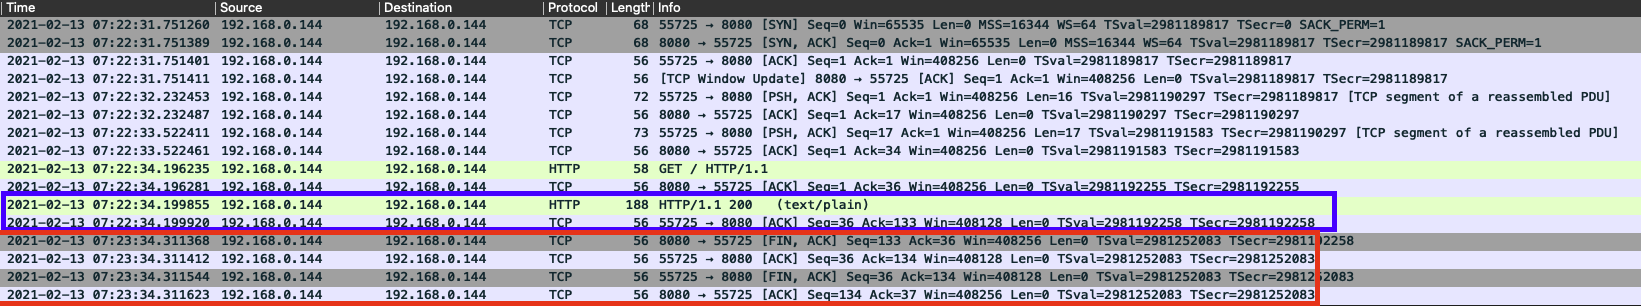 Time Source Destination Protocol Length Info
2021-02-13 07:22:31.751260 192.168.0.144 192.168.0.144 TCP 68 55725 → 8080 [SYN] Seq=0 Win=65535 Len=0 MSS=16344 WS=64 TSval=2981189817 TSecr=0 SACK_PERM=1
2021-02-13 07:22:31.751389 192.168.0.144 192.168.0.144 TCP 68 8080 → 55725 [SYN, ACK] Seq=0 Ack=1 Win=65535 Len=0 MSS=16344 WS=64 TSval=2981189817 TSecr=2981189817 SACK_PERM=1
2021-02-13 07:22:31.751401 192.168.0.144 192.168.0.144 TCP 56 55725 → 8080 [ACK] Seq=1 Ack=1 Win=408256 Len=0 TSval=2981189817 TSecr=2981189817
2021-02-13 07:22:31.751411 192.168.0.144 192.168.0.144 TCP 56 [TCP Window Update] 8080 → 55725 [ACK] Seq=1 Ack=1 Win=408256 Len=0 TSval=2981189817 TSecr=2981189817
2021-02-13 07:22:32.232453 192.168.0.144 192.168.0.144 TCP 72 55725 → 8080 [PSH, ACK] Seq=1 Ack=1 Win=408256 Len=16 TSval=2981190297 TSecr=2981189817 [TCP segment of a reassembled PDU]
2021-02-13 07:22:32.232487 192.168.0.144 192.168.0.144 TCP 56 8080 → 55725 [ACK] Seq=1 Ack=17 Win=408256 Len=0 TSval=2981190297 TSecr=2981190297
2021-02-13 07:22:33.522411 192.168.0.144 192.168.0.144 TCP 73 55725 → 8080 [PSH, ACK] Seq=17 Ack=1 Win=408256 Len=17 TSval=2981191583 TSecr=2981190297 [TCP segment of a reassembled PDU]
2021-02-13 07:22:33.522461 192.168.0.144 192.168.0.144 TCP 56 8080 → 55725 [ACK] Seq=1 Ack=34 Win=408256 Len=0 TSval=2981191583 TSecr=2981191583
2021-02-13 07:22:34.196235 192.168.0.144 192.168.0.144 HTTP 58 GET / HTTP/1.1
2021-02-13 07:22:34.196281 192.168.0.144 192.168.0.144 TCP 56 8080 → 55725 [ACK] Seq=1 Ack=36 Win=408256 Len=0 TSval=2981192255 TSecr=2981192255
2021-02-13 07:22:34.199855 192.168.0.144 192.168.0.144 HTTP 188 HTTP/1.1 200 (text/plain)
2021-02-13 07:22:34.199920 192.168.0.144 192.168.0.144 TCP 56 55725 → 8080 [ACK] Seq=36 Ack=133 Win=408128 Len=0 TSval=2981192258 TSecr=2981192258
2021-02-13 07:23:34.311368 192.168.0.144 192.168.0.144 TCP 56 8080 → 55725 [FIN, ACK] Seq=133 Ack=36 Win=408256 Len=0 TSval=2981252083 TSecr=2981192258
2021-02-13 07:23:34.311412 192.168.0.144 192.168.0.144 TCP 56 55725 → 8080 [ACK] Seq=36 Ack=134 Win=408128 Len=0 TSval=2981252083 TSecr=2981252083
2021-02-13 07:23:34.311544 192.168.0.144 192.168.0.144 TCP 56 55725 → 8080 [FIN, ACK] Seq=36 Ack=134 Win=408128 Len=0 TSval=2981252083 TSecr=2981252083
2021-02-13 07:23:34.311623 192.168.0.144 192.168.0.144 TCP 56 8080 → 55725 [ACK] Seq=134 Ack=37 Win=408256 Len=0 TSval=2981252083 TSecr=2981252083